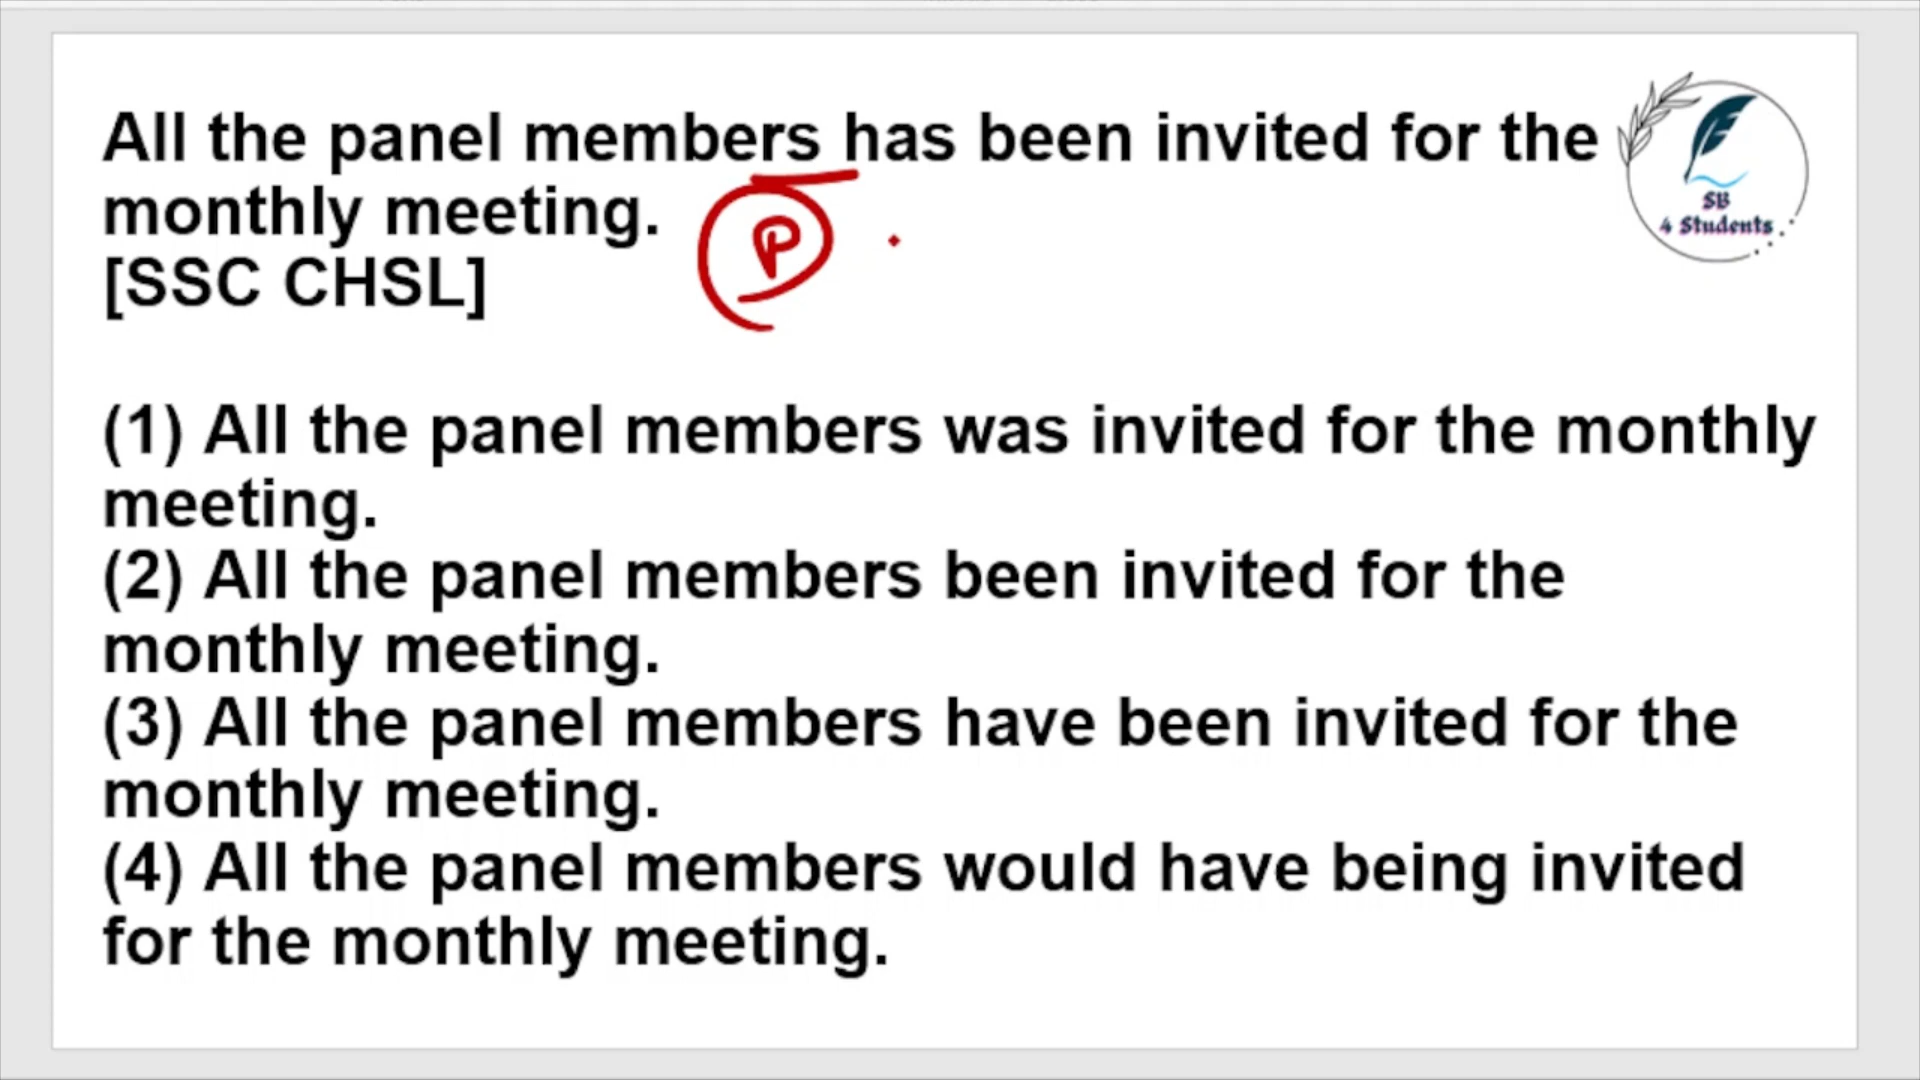 All the panel members has been invited for the
monthly meeting.
[SSC CHSL]
P
SB
4 Students
(1) All the panel members was invited for the monthly
meeting.
(2) All the panel members been invited for the
monthly meeting.
(3) All the panel members have been invited for the
monthly meeting.
(4) All the panel members would have being invited
for the monthly meeting.